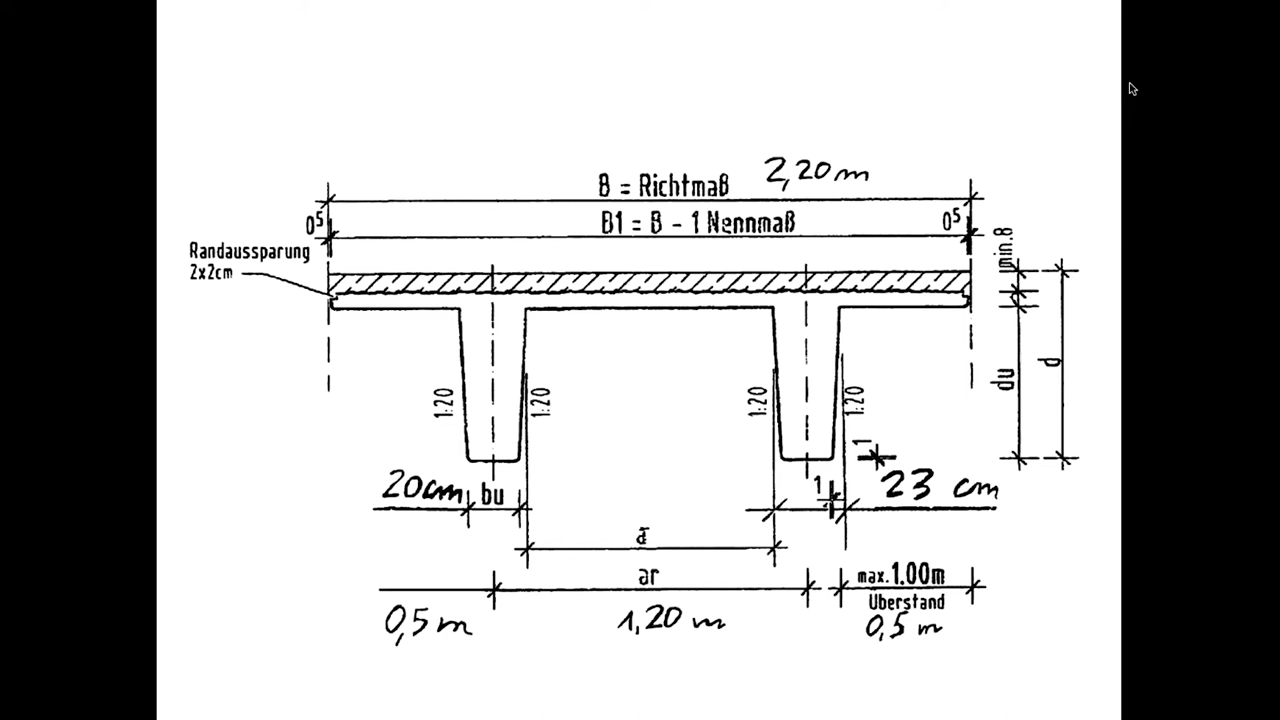 B = Richtmaß 2,20 m
0⁵ B1 = B - 1 Nennmaß 0⁵
Randaussparung
2x2cm
min.8
d
du
1:20 1:20 1:20 1:20
1
20cm bu 1 23 cm
ā
ar max.1.00m
Überstand
0,5 m 1,20 m 0,5 m